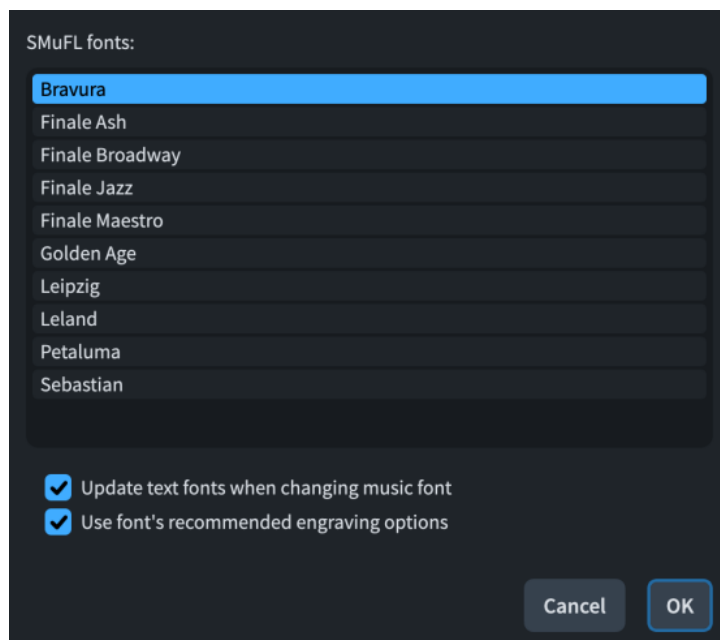 SMuFL fonts:
Bravura
Finale Ash
Finale Broadway
Finale Jazz
Finale Maestro
Golden Age
Leipzig
Leland
Petaluma
Sebastian
Update text fonts when changing music font
Use font's recommended engraving options
Cancel OK